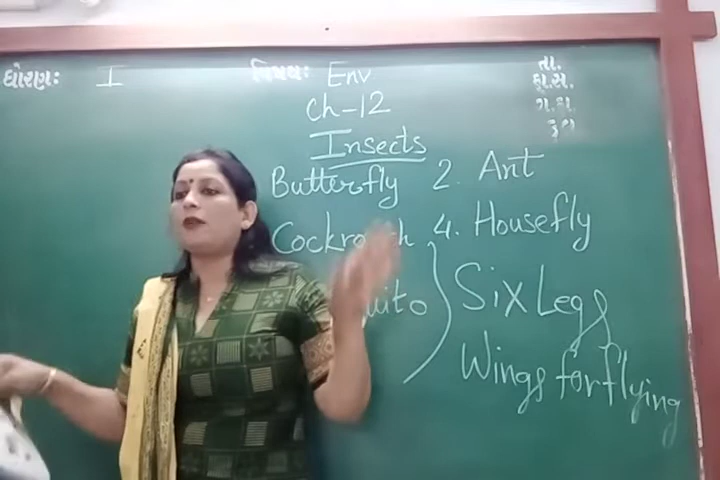 ધોરણઃ I વિષયઃ Env તા.
Ch-12 કૂ.સ.
Insects ગ.હા.
Butterfly 2. Ant
4. Housefly
Six Legs
Wings for flying